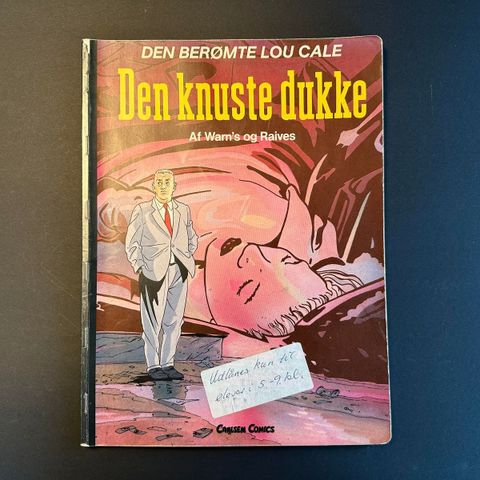 DEN BERØMTE LOU CALE
Den knuste dukke
Af Warn's og Raives
Udlånes kun til
elever i 5.-9. kl.
CARLSEN COMICS